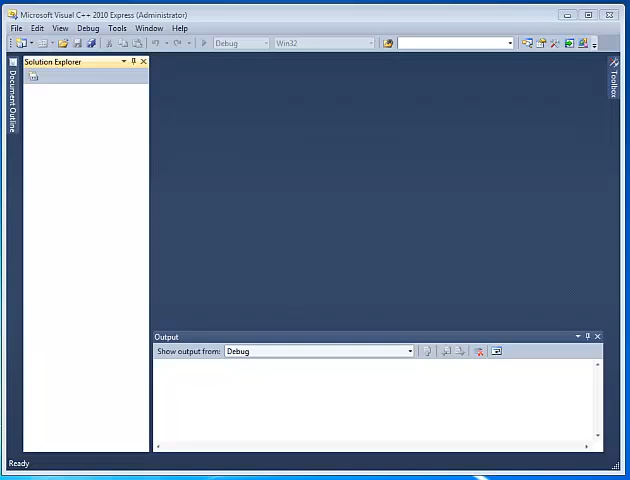 Microsoft Visual C++ 2010 Express (Administrator)
File Edit View Debug Tools Window Help
Debug Win32
Solution Explorer
Document Outline
Toolbox
Output
Show output from: Debug
Ready